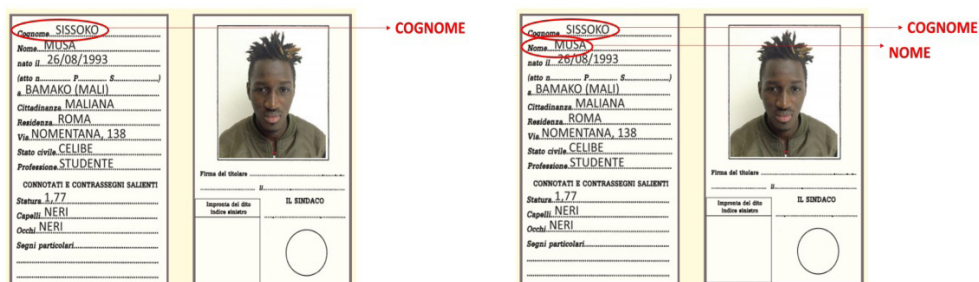 Cognome SISSOKO
COGNOME
Nome MUSA
nato il 26/08/1993
(atto n. P. S. )
a BAMAKO (MALI)
Cittadinanza MALIANA
Residenza ROMA
Via NOMENTANA, 138
Stato civile CELIBE
Professione STUDENTE
CONNOTATI E CONTRASSEGNI SALIENTI
Statura 1,77
Capelli NERI
Occhi NERI
Segni particolari
Firma del titolare
li
Impronta del dito
indice sinistro
IL SINDACO
Cognome SISSOKO
COGNOME
Nome MUSA
NOME
nato il 26/08/1993
(atto n. P. S. )
a BAMAKO (MALI)
Cittadinanza MALIANA
Residenza ROMA
Via NOMENTANA, 138
Stato civile CELIBE
Professione STUDENTE
CONNOTATI E CONTRASSEGNI SALIENTI
Statura 1,77
Capelli NERI
Occhi NERI
Segni particolari
Firma del titolare
li
Impronta del dito
indice sinistro
IL SINDACO